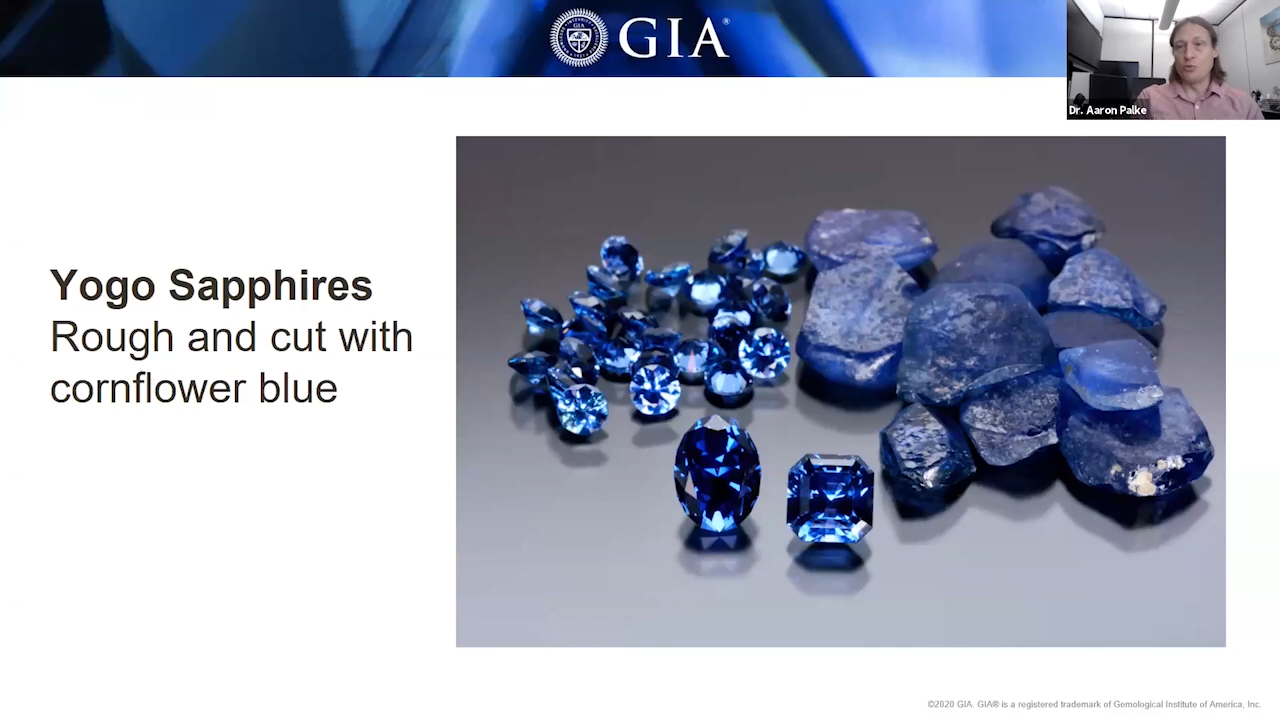 GIA®
Dr. Aaron Palke
Yogo Sapphires
Rough and cut with
cornflower blue
©2020 GIA. GIA® is a registered trademark of Gemological Institute of America, Inc.